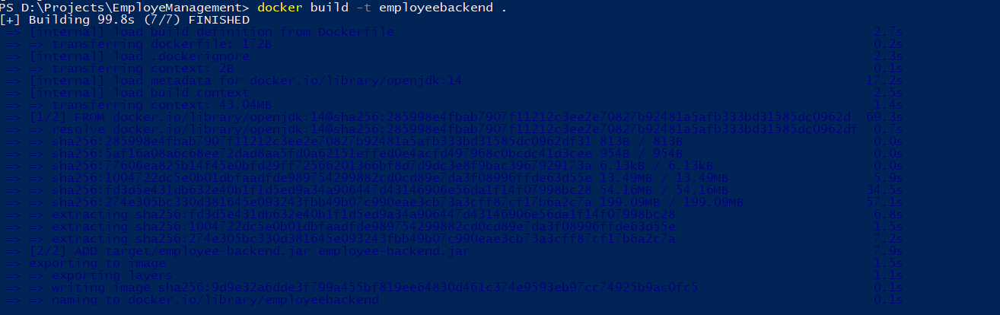 PS D:\Projects\EmployeManagement> docker build -t employeebackend .
[+] Building 99.8s (7/7) FINISHED
=> [internal] load build definition from Dockerfile 2.7s
=> => transferring dockerfile: 172B 0.2s
=> [internal] load .dockerignore 2.3s
=> => transferring context: 2B 0.1s
=> [internal] load metadata for docker.io/library/openjdk:14 17.2s
=> [internal] load build context 2.5s
=> => transferring context: 43.04MB 1.4s
=> [1/2] FROM docker.io/library/openjdk:14@sha256:285998e4fbab7907f11212c3ee2e70827b92481a5afb333bd31585dc0962d 69.3s
=> => resolve docker.io/library/openjdk:14@sha256:285998e4fbab7907f11212c3ee2e70827b92481a5afb333bd31585dc0962df 0.7s
=> => sha256:285998e4fbab7907f11212c3ee2e70827b92481a5afb333bd31585dc0962df31 813B / 813B 0.0s
=> => sha256:5af16a08a6c68ee72dad8aa5fd0a62151effed0e4acfd497968c0bcdc41d3cee 954B / 954B 0.0s
=> => sha256:77606ea825b14f45e0bfd29ff72566201366bf8d7d9dc3e8f9bac3967929173a 6.13kB / 6.13kB 0.0s
=> => sha256:1004722dc5e0b01dbfaadfde989754299882cd0cd89e7da3f08996ffde63d55e 13.49MB / 13.49MB 5.9s
=> => sha256:fd3d5e431db632e40b1f1d5ed9a34a906447d43146906e56da1f14f07998bc28 54.16MB / 54.16MB 34.5s
=> => sha256:274e305bc330d381645e093243fbb49b07c990eae3cb73a3cff87cf17b6a2c7a 199.09MB / 199.09MB 57.1s
=> => extracting sha256:fd3d5e431db632e40b1f1d5ed9a34a906447d43146906e56da1f14f07998bc28 6.8s
=> => extracting sha256:1004722dc5e0b01dbfaadfde989754299882cd0cd89e7da3f08996ffde63d55e 1.5s
=> => extracting sha256:274e305bc330d381645e093243fbb49b07c990eae3cb73a3cff87cf17b6a2c7a 7.2s
=> [2/2] ADD target/employee-backend.jar employee-backend.jar 7.9s
=> exporting to image 1.5s
=> => exporting layers 1.1s
=> => writing image sha256:9d9e32a6dde3f799a455bf819ee64830d461c374e9593eb97cc74925b9ac0fc5 0.1s
=> => naming to docker.io/library/employeebackend 0.1s